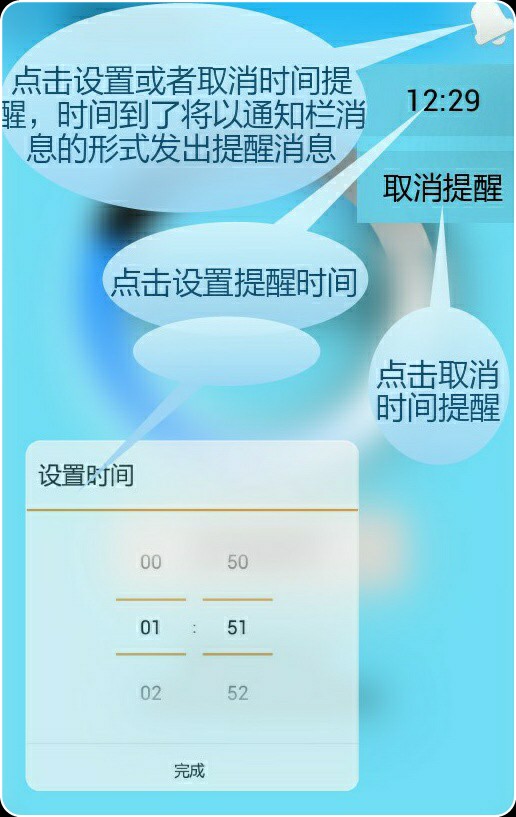 点击设置或者取消时间提
醒，时间到了将以通知栏消
息的形式发出提醒消息
12:29
取消提醒
点击设置提醒时间
点击取消
时间提醒
设置时间
00 50
01 : 51
02 52
完成